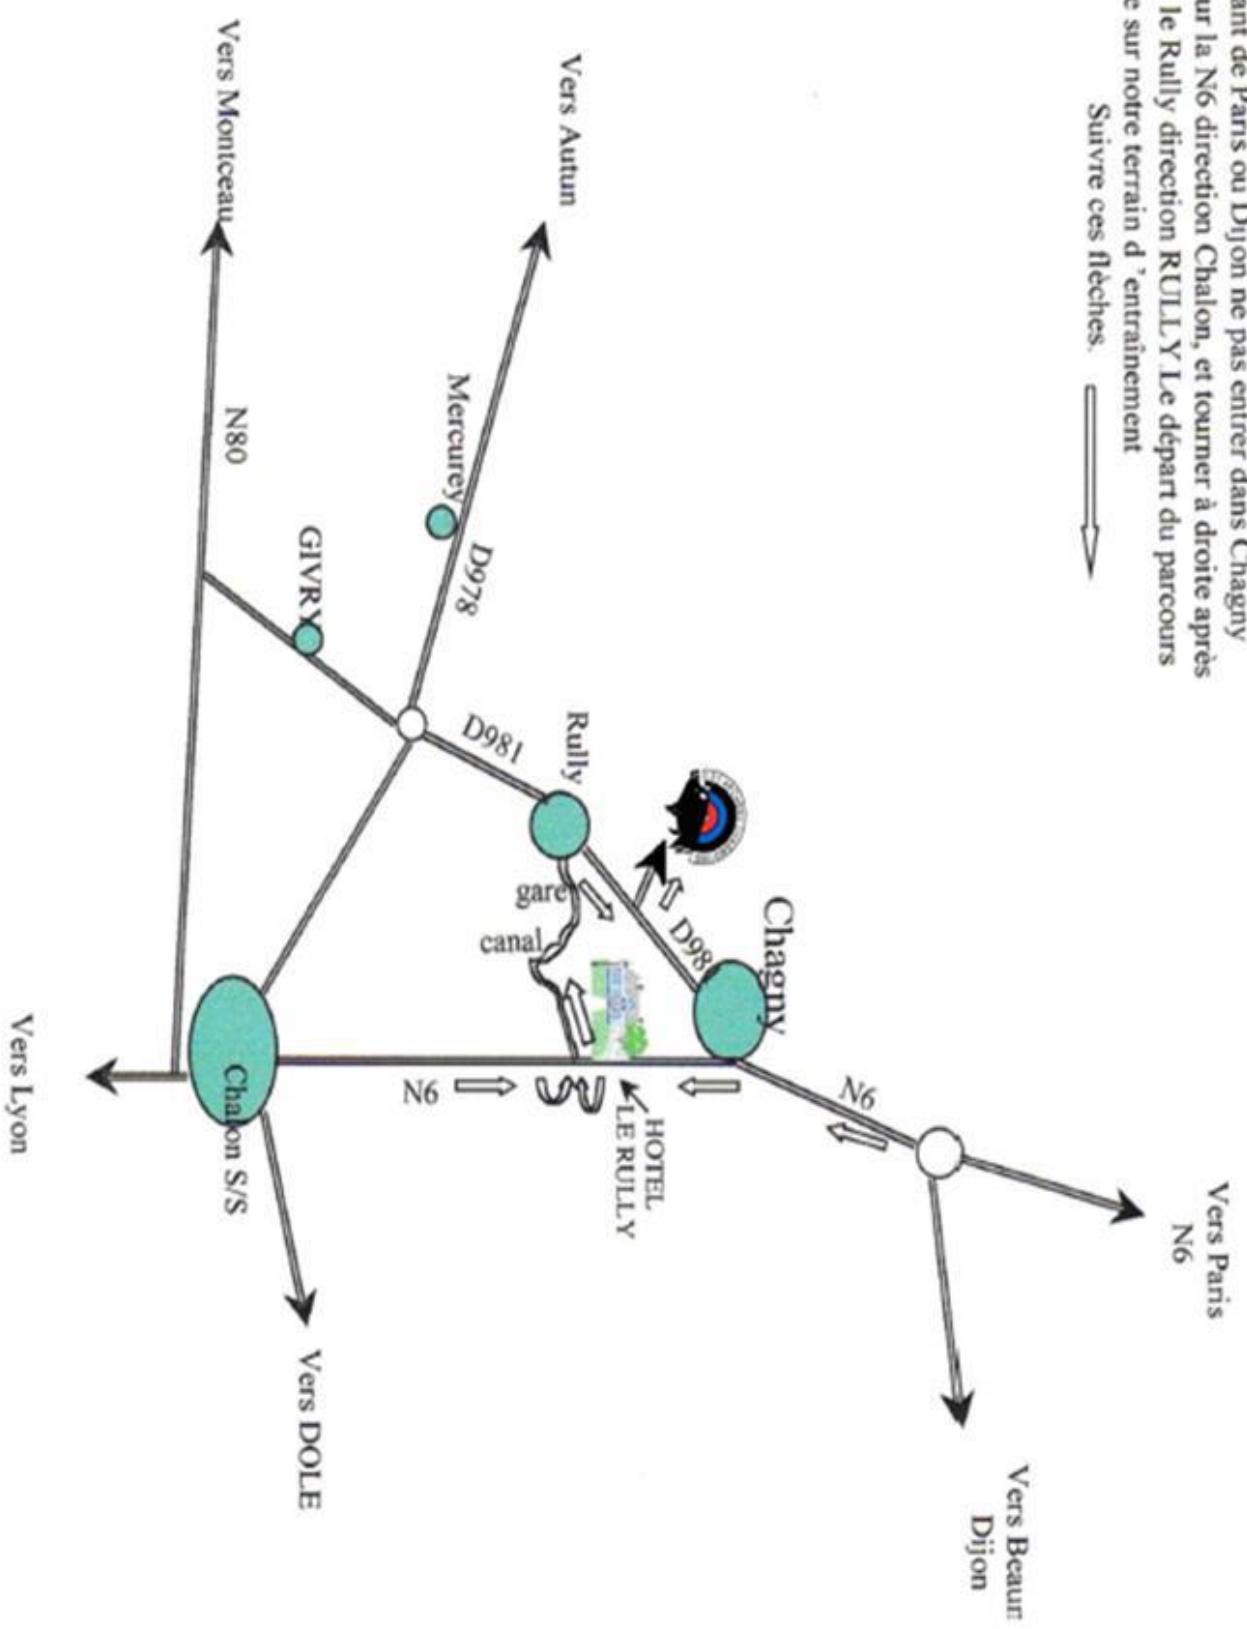 ant de Paris ou Dijon ne pas entrer dans Chagny
ur la N6 direction Chalon, et tourner à droite après
le Rully direction RULLY.Le départ du parcours
e sur notre terrain d 'entraînement
Suivre ces flèches.
Vers Paris
N6
Vers Beaun
Dijon
N6
Chagny
D98
HOTEL
LE RULLY
Vers Autun
Rully
gare
canal
D981
D978
Mercurey
N6
GIVRY
N80
Vers Montceau
Chalon S/S
Vers DOLE
Vers Lyon